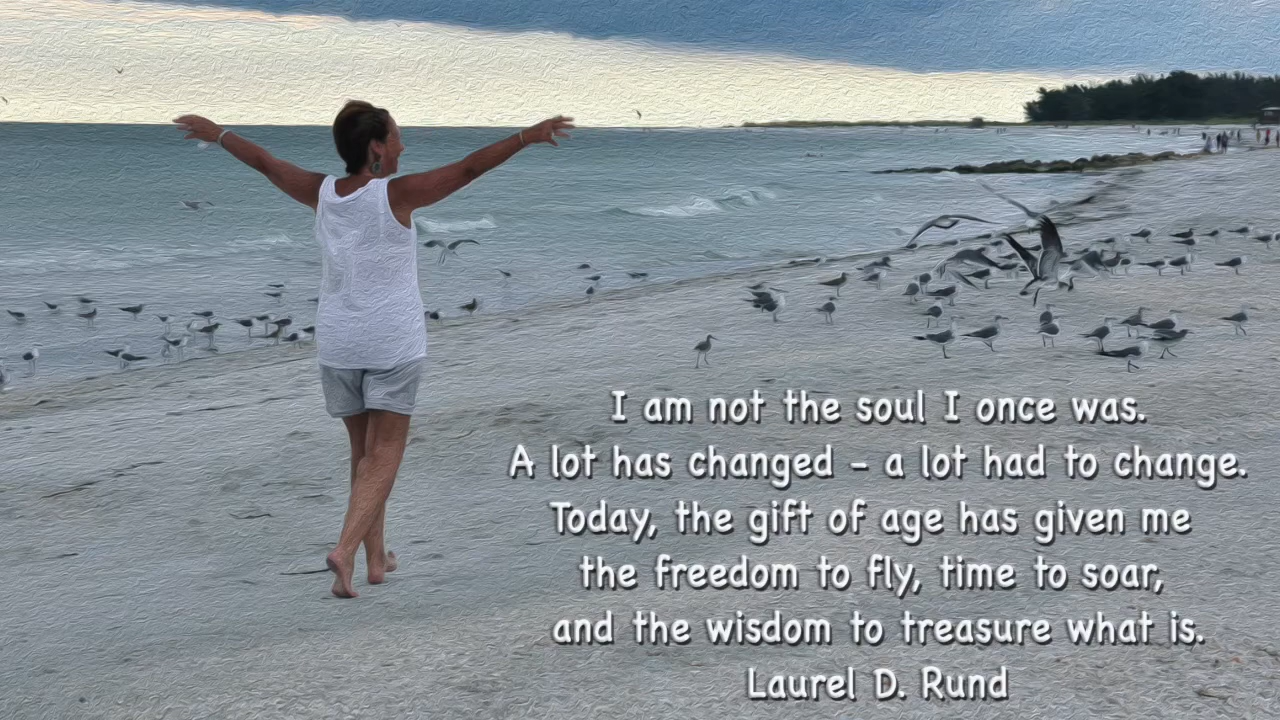 I am not the soul I once was.
A lot has changed – a lot had to change.
Today, the gift of age has given me
the freedom to fly, time to soar,
and the wisdom to treasure what is.
Laurel D. Rund